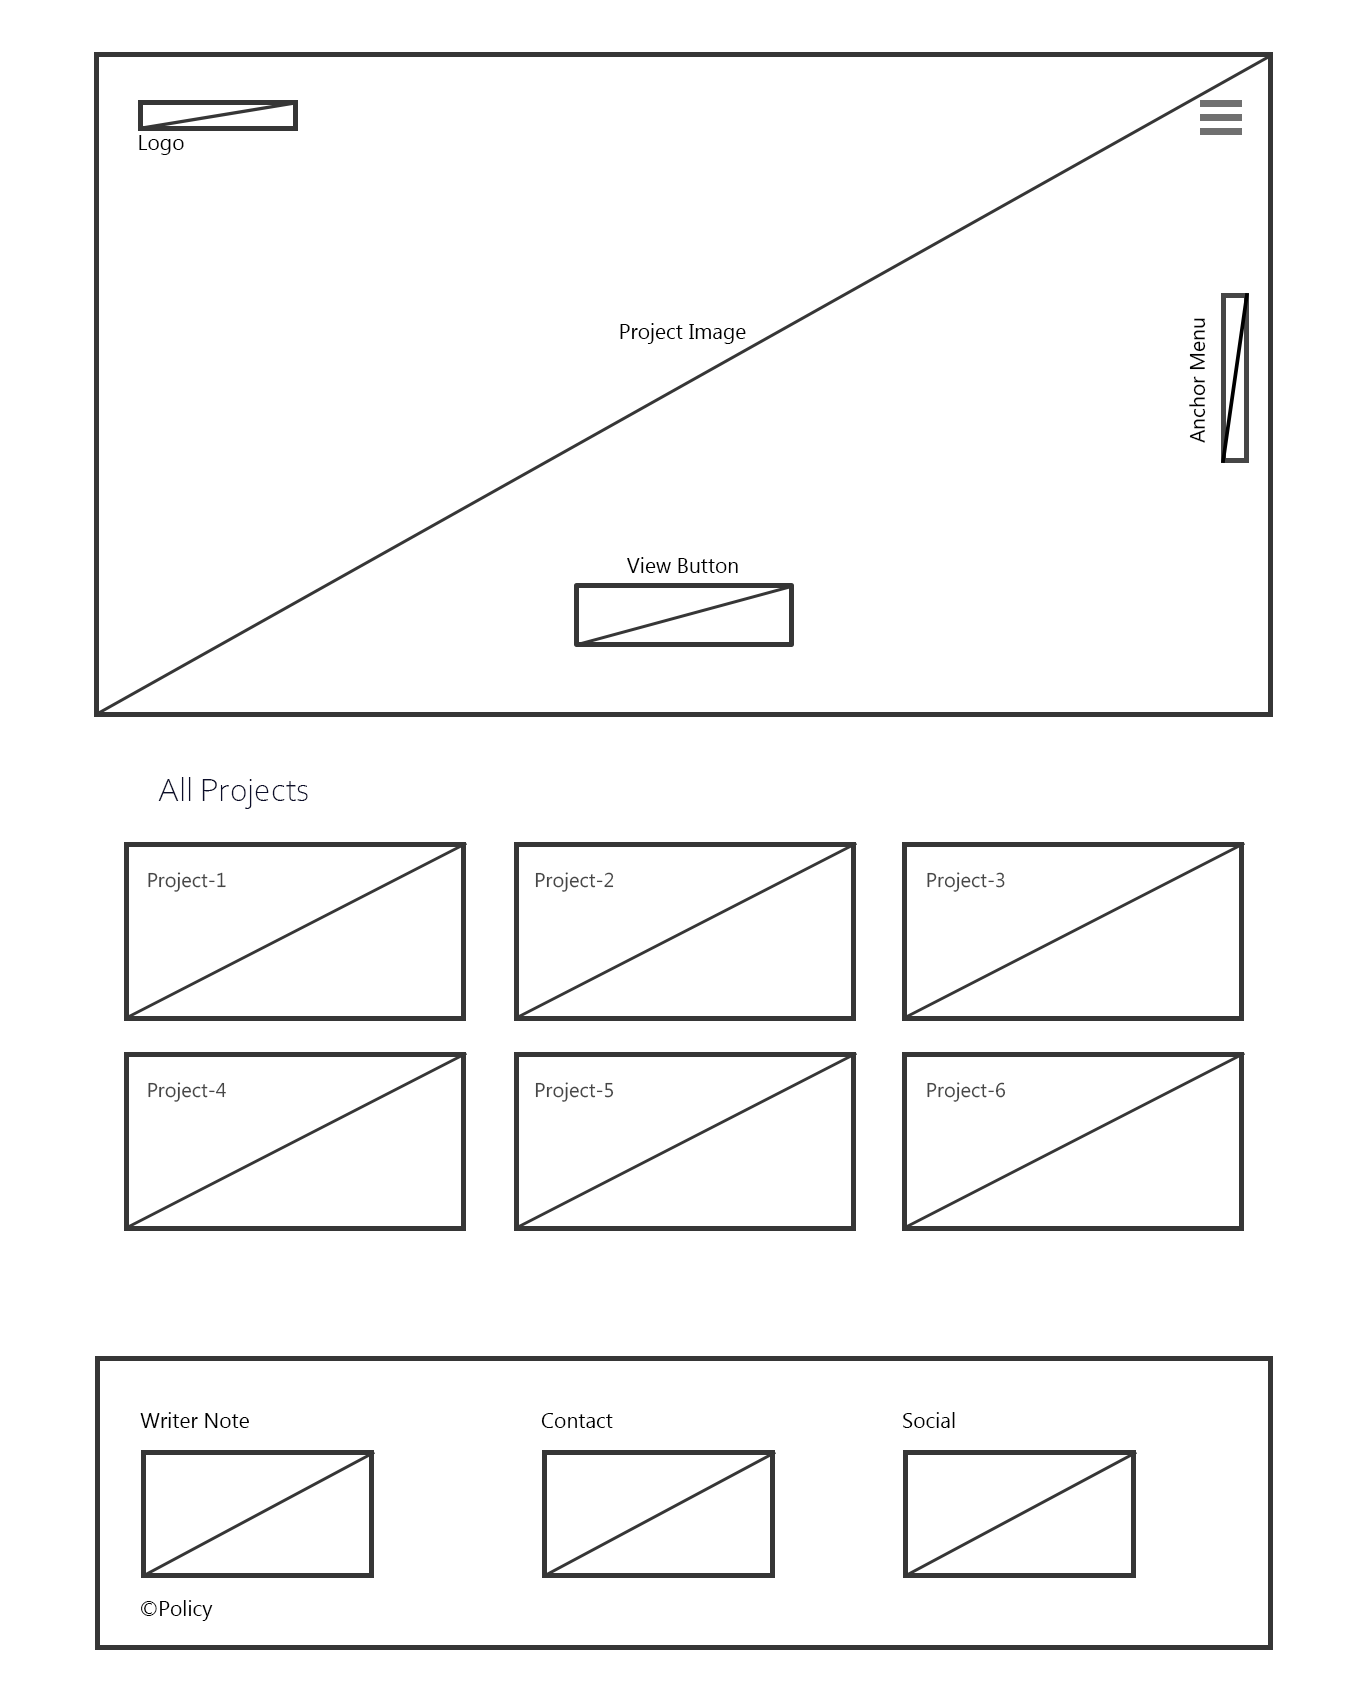 Logo
Project Image
Anchor Menu
View Button
All Projects
Project-1
Project-2
Project-3
Project-4
Project-5
Project-6
Writer Note
Contact
Social
©Policy